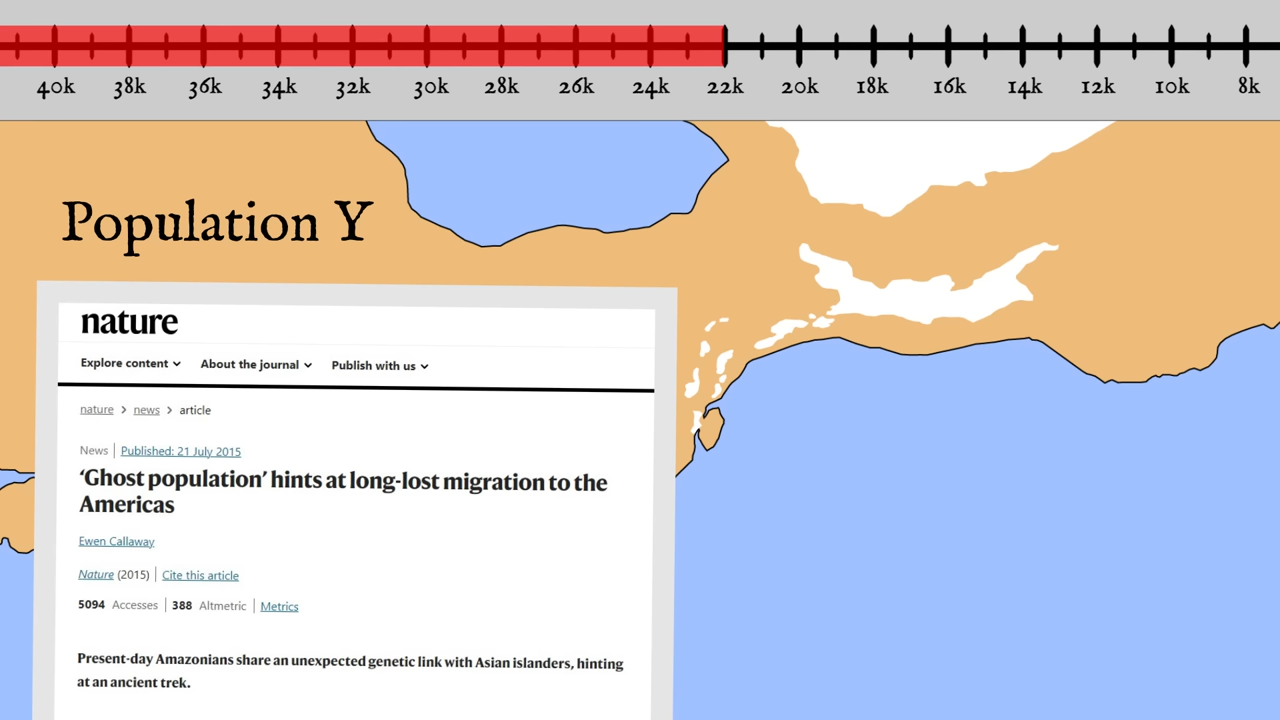 40k 38k 36k 34k 32k 30k 28k 26k 24k 22k 20k 18k 16k 14k 12k 10k 8k
Population Y
nature
Explore content About the journal Publish with us
nature > news > article
News | Published: 21 July 2015
‘Ghost population’ hints at long-lost migration to the
Americas
Ewen Callaway
Nature (2015) | Cite this article
5094 Accesses | 388 Altmetric | Metrics
Present-day Amazonians share an unexpected genetic link with Asian islanders, hinting
at an ancient trek.